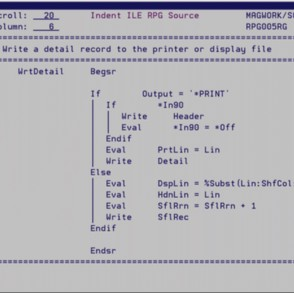 croll: 20 Indent ILE RPG Source MAGWORK/S
olumn: 6 RPG005RG
Write a detail record to the printer or display file
WrtDetail Begsr
If Output = '*PRINT'
If *In90
Write Header
Eval *In90 = *Off
Endif
Eval PrtLin = Lin
Write Detail
Else
Eval DspLin = %Subst(Lin:ShfCol:
Eval HdnLin = Lin
Eval SflRrn = SflRrn + 1
Write SflRec
Endif
Endsr